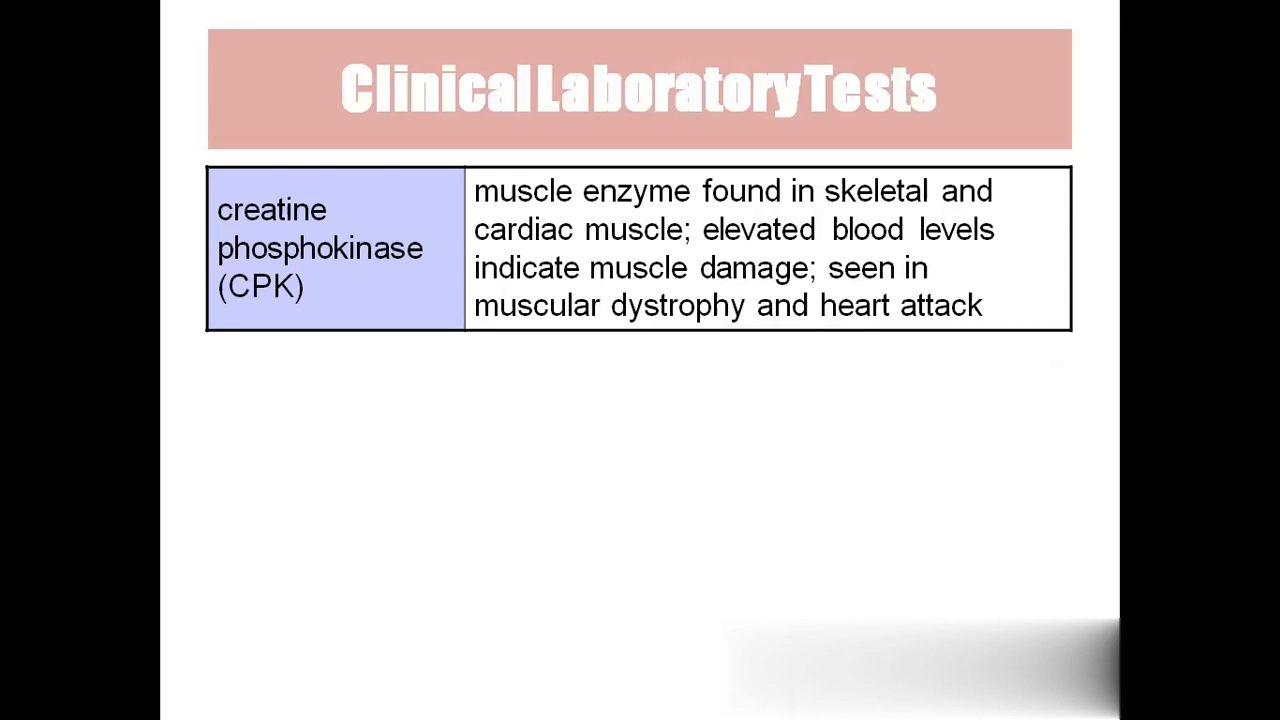 Clinical Laboratory Tests
creatine
phosphokinase
(CPK)
muscle enzyme found in skeletal and
cardiac muscle; elevated blood levels
indicate muscle damage; seen in
muscular dystrophy and heart attack